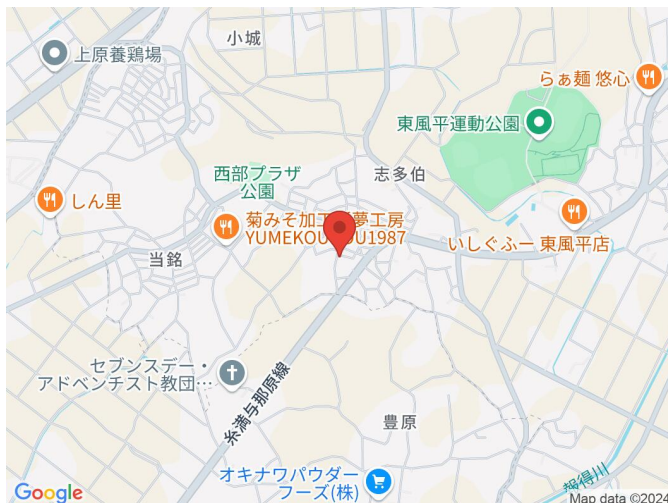 小城
上原養鶏場
らぁ麺 悠心
東風平運動公園
西部プラザ
公園
志多伯
しん里
菊みそ加工
夢工房
YUMEKOU
U1987
いしぐふー 東風平店
当銘
セブンスデー・
アドベンチスト教団…
糸満与那原線
豊原
オキナワパウダー
フーズ(株)
報得川
Google
Map data ©2024